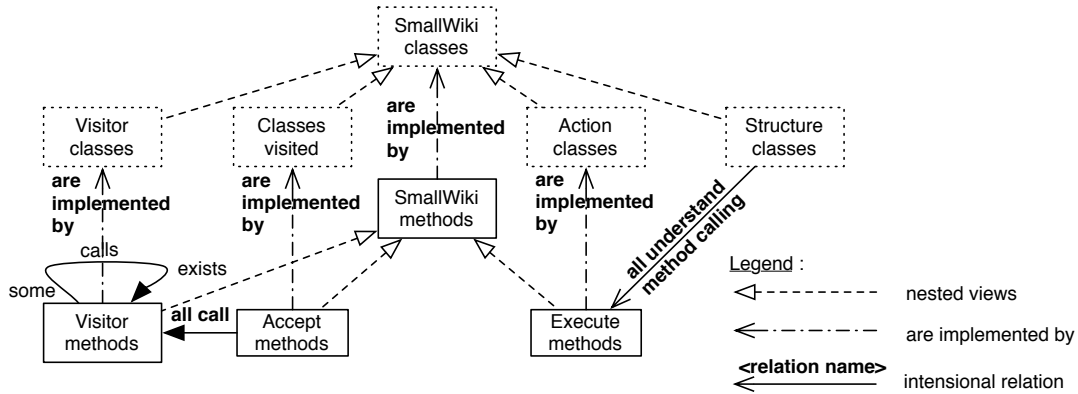 SmallWiki
classes
Visitor
classes
Classes
visited
are
implemented
by
Action
classes
Structure
classes
are
implemented
by
are
implemented
by
SmallWiki
methods
are
implemented
by
all understand
method calling
calls
exists
some
Visitor
methods
all call
Accept
methods
Execute
methods
Legend :
nested views
are implemented by
<relation name>
intensional relation